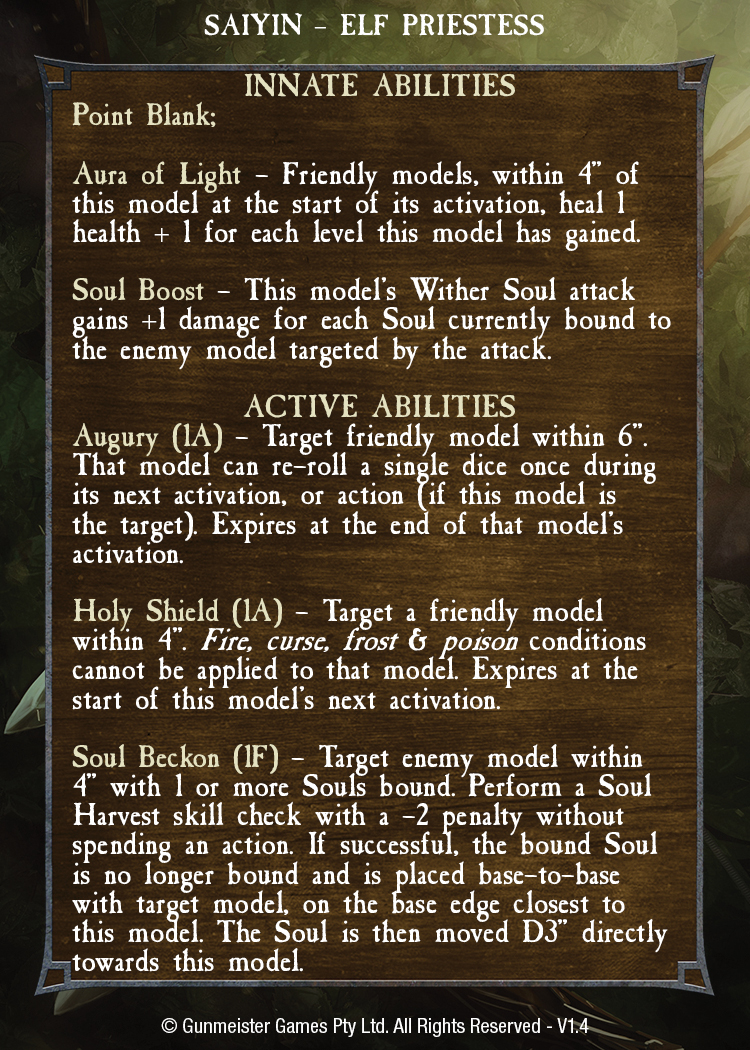 SAIYIN – ELF PRIESTESS
INNATE ABILITIES
Point Blank;
Aura of Light – Friendly models, within 4” of
this model at the start of its activation, heal 1
health + 1 for each level this model has gained.
Soul Boost – This model’s Wither Soul attack
gains +1 damage for each Soul currently bound to
the enemy model targeted by the attack.
ACTIVE ABILITIES
Augury (1A) – Target friendly model within 6”.
That model can re-roll a single dice once during
its next activation, or action (if this model is
the target). Expires at the end of that model’s
activation.
Holy Shield (1A) – Target a friendly model
within 4”. Fire, curse, frost & poison conditions
cannot be applied to that model. Expires at the
start of this model’s next activation.
Soul Beckon (1F) – Target enemy model within
4” with 1 or more Souls bound. Perform a Soul
Harvest skill check with a -2 penalty without
spending an action. If successful, the bound Soul
is no longer bound and is placed base-to-base
with target model, on the base edge closest to
this model. The Soul is then moved D3” directly
towards this model.
© Gunmeister Games Pty Ltd. All Rights Reserved - V1.4